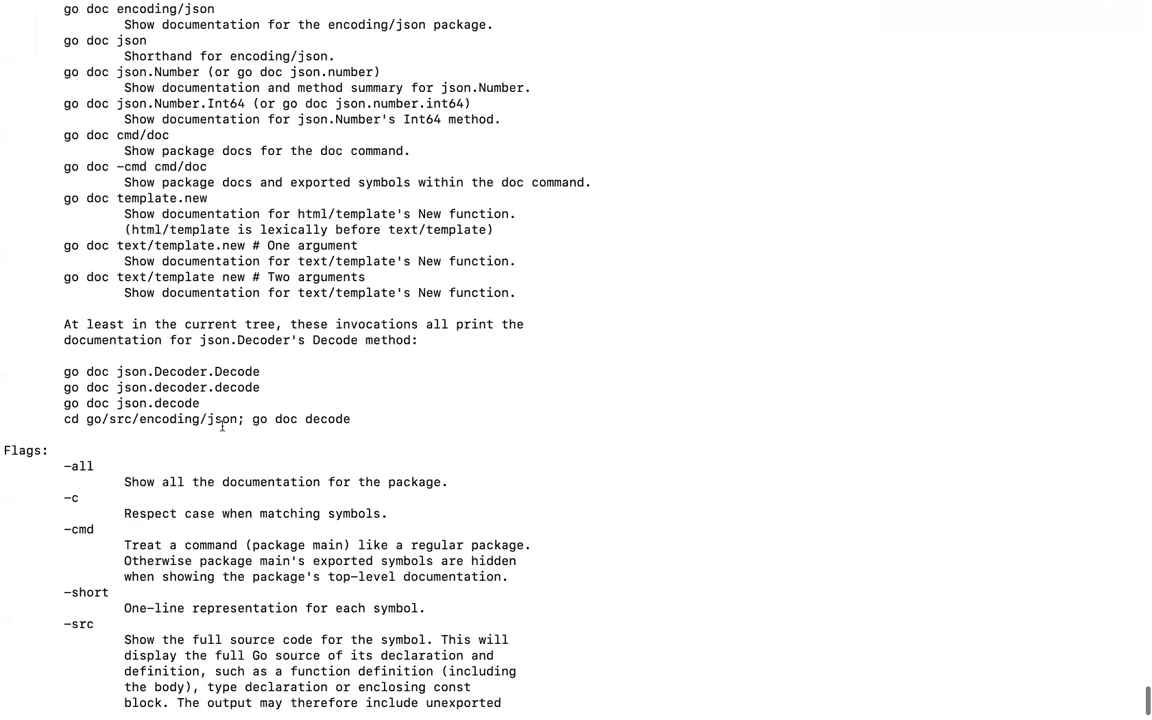 go doc encoding/json
Show documentation for the encoding/json package.
go doc json
Shorthand for encoding/json.
go doc json.Number (or go doc json.number)
Show documentation and method summary for json.Number.
go doc json.Number.Int64 (or go doc json.number.int64)
Show documentation for json.Number's Int64 method.
go doc cmd/doc
Show package docs for the doc command.
go doc -cmd cmd/doc
Show package docs and exported symbols within the doc command.
go doc template.new
Show documentation for html/template's New function.
(html/template is lexically before text/template)
go doc text/template.new # One argument
Show documentation for text/template's New function.
go doc text/template new # Two arguments
Show documentation for text/template's New function.
At least in the current tree, these invocations all print the
documentation for json.Decoder's Decode method:
go doc json.Decoder.Decode
go doc json.decoder.decode
go doc json.decode
cd go/src/encoding/json; go doc decode
Flags:
-all
Show all the documentation for the package.
-c
Respect case when matching symbols.
-cmd
Treat a command (package main) like a regular package.
Otherwise package main's exported symbols are hidden
when showing the package's top-level documentation.
-short
One-line representation for each symbol.
-src
Show the full source code for the symbol. This will
display the full Go source of its declaration and
definition, such as a function definition (including
the body), type declaration or enclosing const
block. The output may therefore include unexported